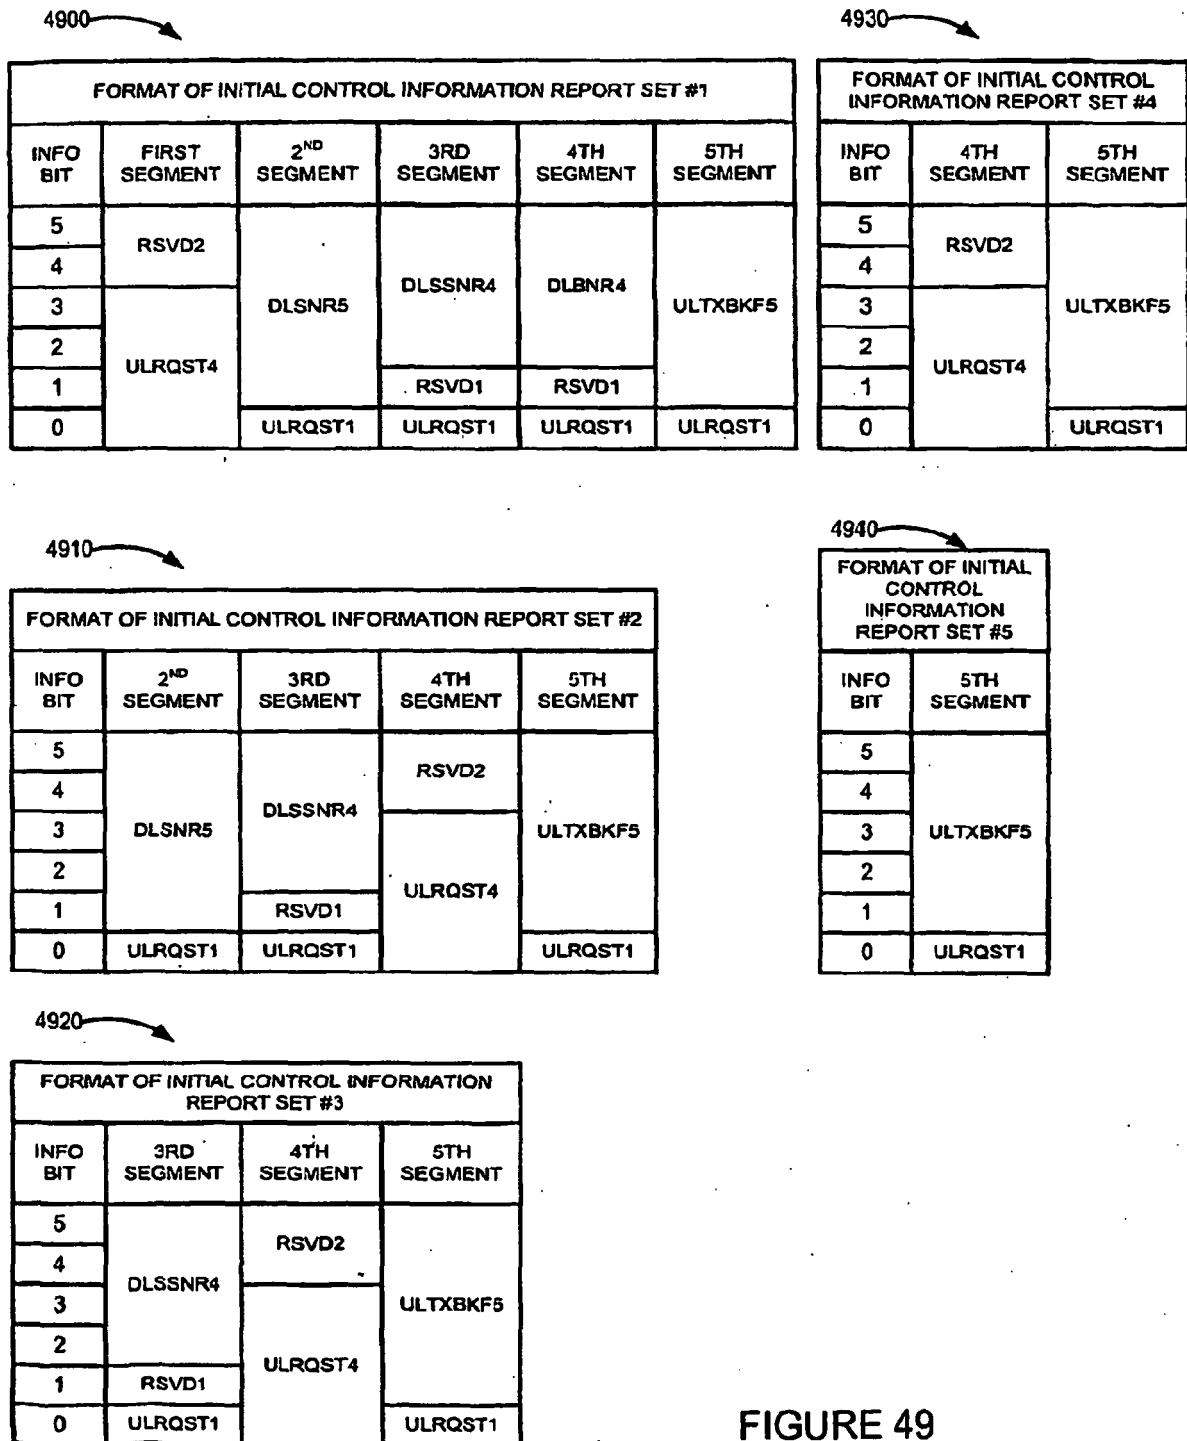 4900
FORMAT OF INITIAL CONTROL INFORMATION REPORT SET #1
INFO BIT FIRST SEGMENT 2ND SEGMENT 3RD SEGMENT 4TH SEGMENT 5TH SEGMENT
5
4
3
2
1
0
RSVD2
ULRQST4
DLSNR5
ULRQST1
DLSSNR4
RSVD1
ULRQST1
DLBNR4
RSVD1
ULRQST1
ULTXBKF5
ULRQST1
4930
FORMAT OF INITIAL CONTROL
INFORMATION REPORT SET #4
INFO BIT 4TH SEGMENT 5TH SEGMENT
5
4
3
2
1
0
RSVD2
ULRQST4
ULTXBKF5
ULRQST1
4910
FORMAT OF INITIAL CONTROL INFORMATION REPORT SET #2
INFO BIT 2ND SEGMENT 3RD SEGMENT 4TH SEGMENT 5TH SEGMENT
5
4
3
2
1
0
DLSNR5
ULRQST1
DLSSNR4
RSVD1
ULRQST1
RSVD2
ULRQST4
ULTXBKF5
ULRQST1
4940
FORMAT OF INITIAL
CONTROL
INFORMATION
REPORT SET #5
INFO BIT 5TH SEGMENT
5
4
3
2
1
0
ULTXBKF5
ULRQST1
4920
FORMAT OF INITIAL CONTROL INFORMATION
REPORT SET #3
INFO BIT 3RD SEGMENT 4TH SEGMENT 5TH SEGMENT
5
4
3
2
1
0
DLSSNR4
RSVD1
ULRQST1
RSVD2
ULRQST4
ULTXBKF5
ULRQST1
FIGURE 49